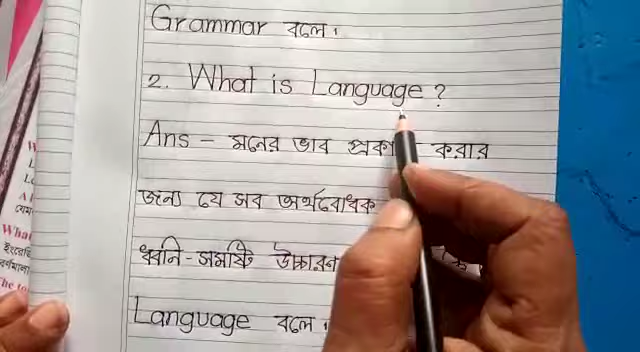 Grammar বলে।
2. What is Language?
Ans - মনের ভাব প্রকা করার
জন্য যে সব অর্থবোধক
ধ্বনি-সমষ্টি উচ্চারণ
Language বলে।